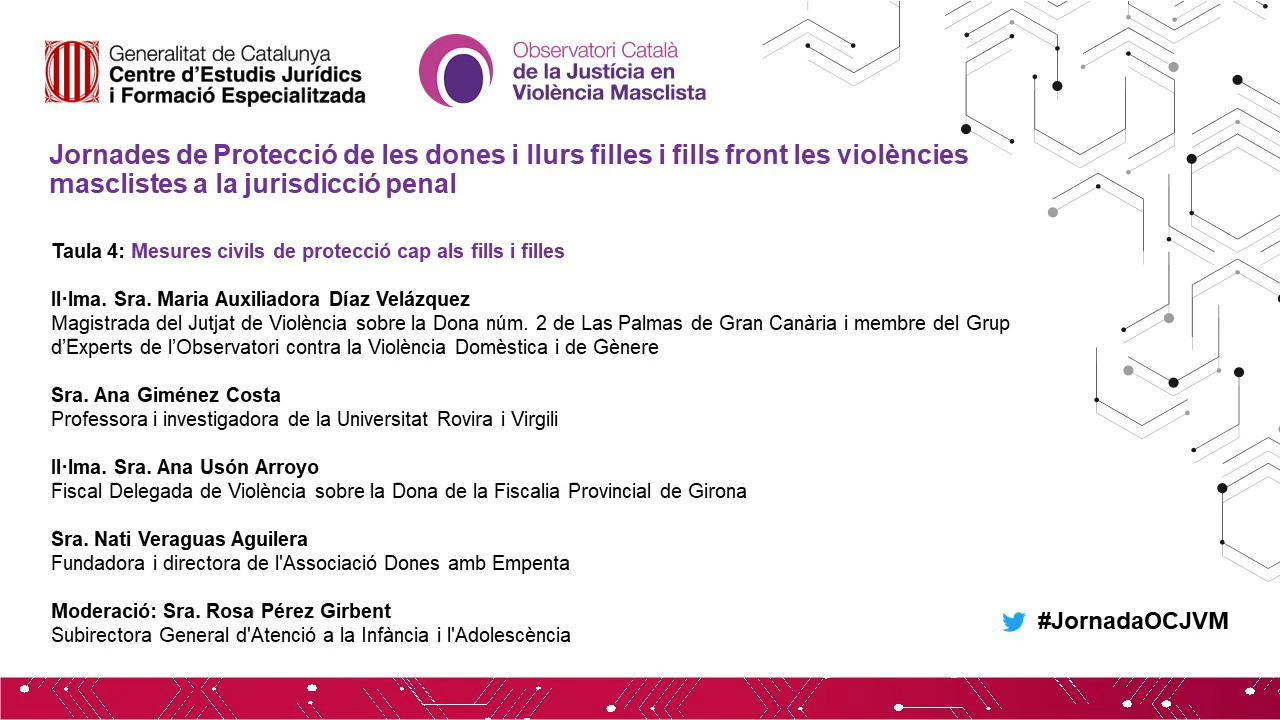 Generalitat de Catalunya
Centre d'Estudis Jurídics
i Formació Especialitzada
Observatori Català
de la Justícia en
Violència Masclista
Jornades de Protecció de les dones i llurs filles i fills front les violències
masclistes a la jurisdicció penal
Taula 4: Mesures civils de protecció cap als fills i filles
Il·lma. Sra. Maria Auxiliadora Díaz Velázquez
Magistrada del Jutjat de Violència sobre la Dona núm. 2 de Las Palmas de Gran Canària i membre del Grup
d’Experts de l’Observatori contra la Violència Domèstica i de Gènere
Sra. Ana Giménez Costa
Professora i investigadora de la Universitat Rovira i Virgili
Il·lma. Sra. Ana Usón Arroyo
Fiscal Delegada de Violència sobre la Dona de la Fiscalia Provincial de Girona
Sra. Nati Veraguas Aguilera
Fundadora i directora de l'Associació Dones amb Empenta
Moderació: Sra. Rosa Pérez Girbent
Subirectora General d'Atenció a la Infància i l'Adolescència
#JornadaOCJVM